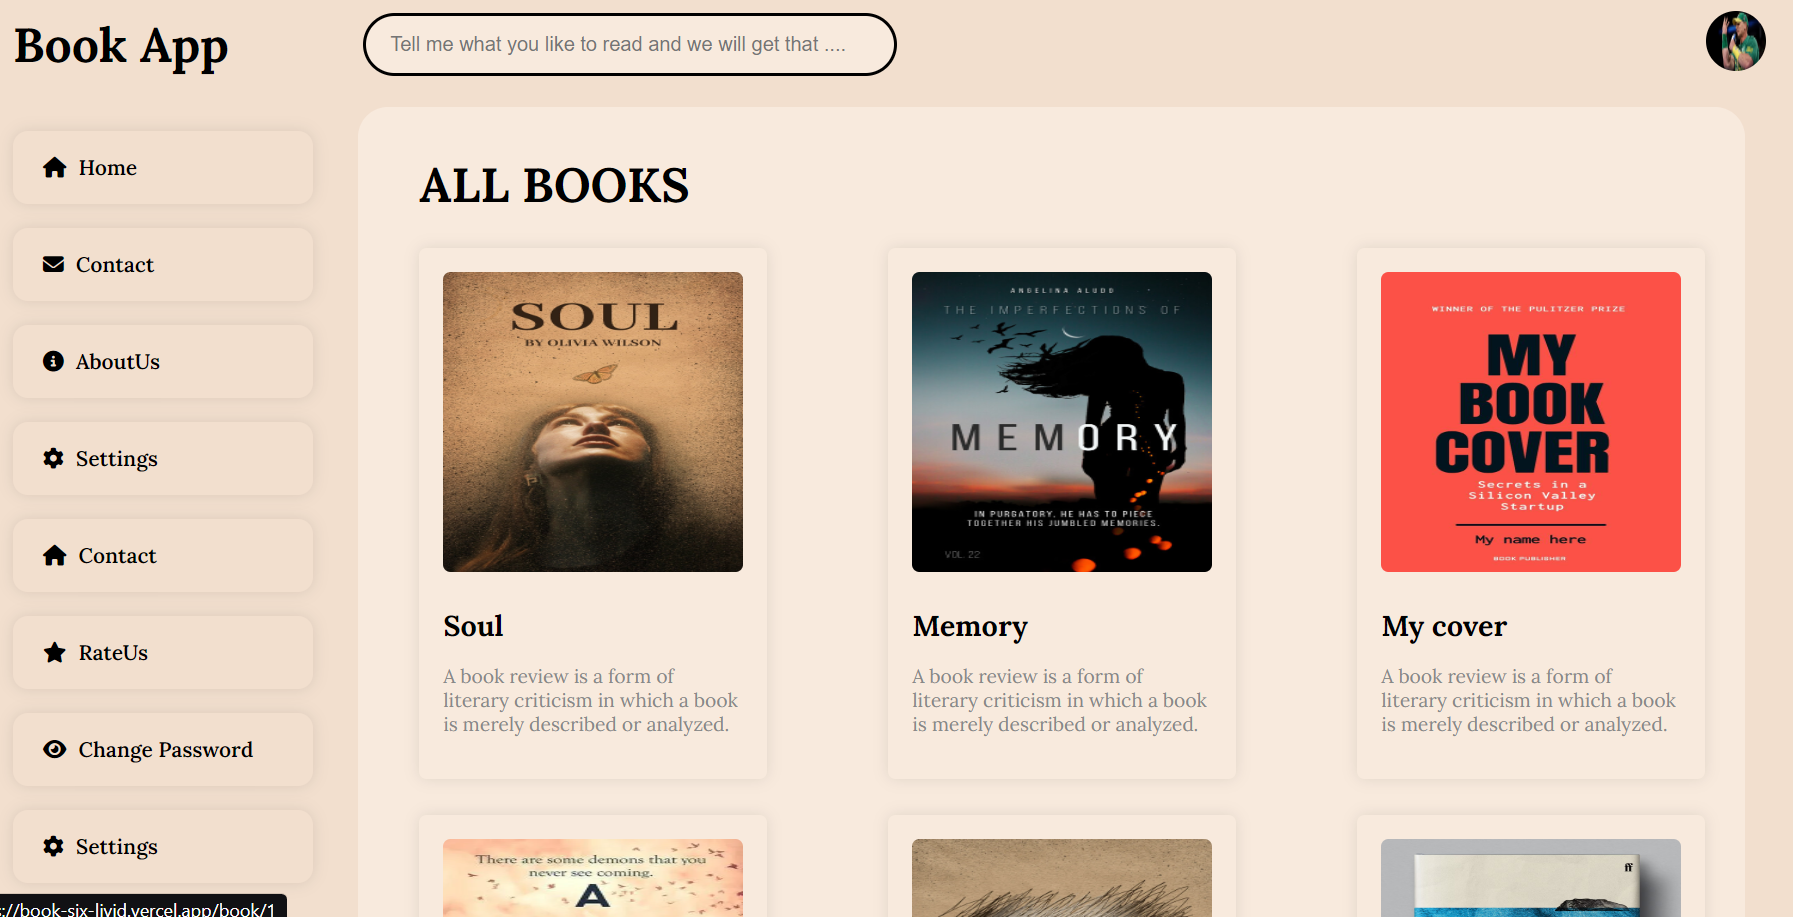 Book App
Tell me what you like to read and we will get that ....
Home
Contact
AboutUs
Settings
Contact
RateUs
Change Password
Settings
ALL BOOKS
SOUL
BY OLIVIA WILSON
Soul
A book review is a form of
literary criticism in which a book
is merely described or analyzed.
ANGELINA ALUDO
THE IMPERFECTIONS OF
MEMORY
IN PURGATORY, HE HAS TO PIECE
TOGETHER HIS JUMBLED MEMORIES.
VOL. 22
Memory
A book review is a form of
literary criticism in which a book
is merely described or analyzed.
WINNER OF THE PULITZER PRIZE
MY
BOOK
COVER
Secrets in a
Silicon Valley
Startup
My name here
BOOK PUBLISHER
My cover
A book review is a form of
literary criticism in which a book
is merely described or analyzed.
There are some demons that you
never see coming.
A
ff
://book-six-livid.vercel.app/book/1